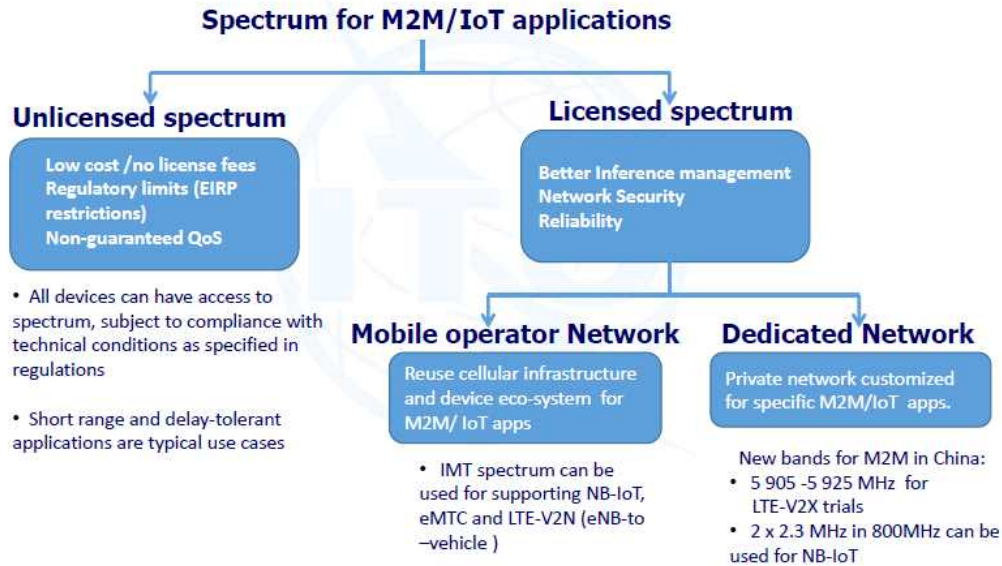 Spectrum for M2M/IoT applications
Unlicensed spectrum
Low cost /no license fees
Regulatory limits (EIRP
restrictions)
Non-guaranteed QoS
• All devices can have access to
spectrum, subject to compliance with
technical conditions as specified in
regulations
• Short range and delay-tolerant
applications are typical use cases
Licensed spectrum
Better Inference management
Network Security
Reliability
Mobile operator Network
Reuse cellular infrastructure
and device eco-system for
M2M/ IoT apps
• IMT spectrum can be
used for supporting NB-IoT,
eMTC and LTE-V2N (eNB-to
–vehicle )
Dedicated Network
Private network customized
for specific M2M/IoT apps.
New bands for M2M in China:
• 5 905 -5 925 MHz for
LTE-V2X trials
• 2 x 2.3 MHz in 800MHz can be
used for NB-IoT
ITU